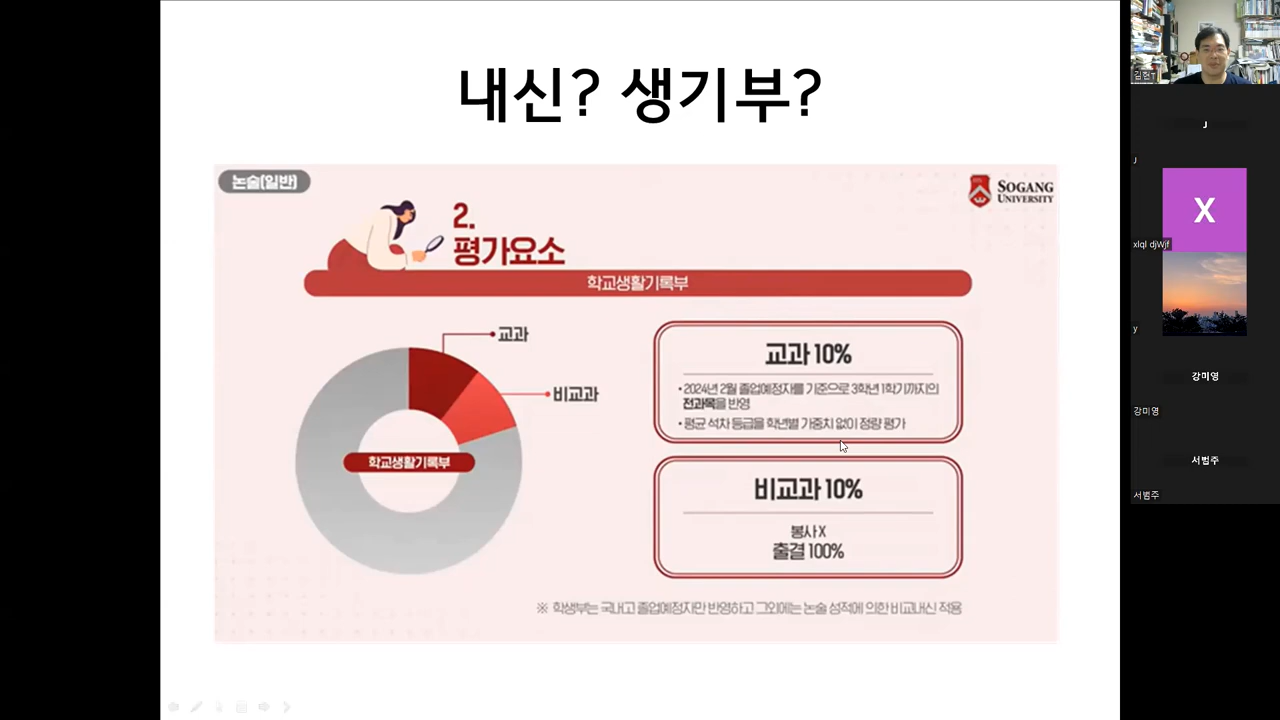 내신? 생기부?
논술(일반)
SOGANG
UNIVERSITY
2.
평가요소
학교생활기록부
교과
비교과
학교생활기록부
교과 10%
• 2024년 2월 졸업예정자를 기준으로 3학년 1학기까지의
전과목을 반영
• 평균 석차 등급을 학년별 가중치 없이 정량 평가
비교과 10%
봉사 X
출결 100%
※ 학생부는 국내고 졸업예정자만 반영하고 그외에는 논술 성적에 의한 비교내신 적용
J
J
X
xlql djWjf
y
강미영
강미영
서범주
서범주